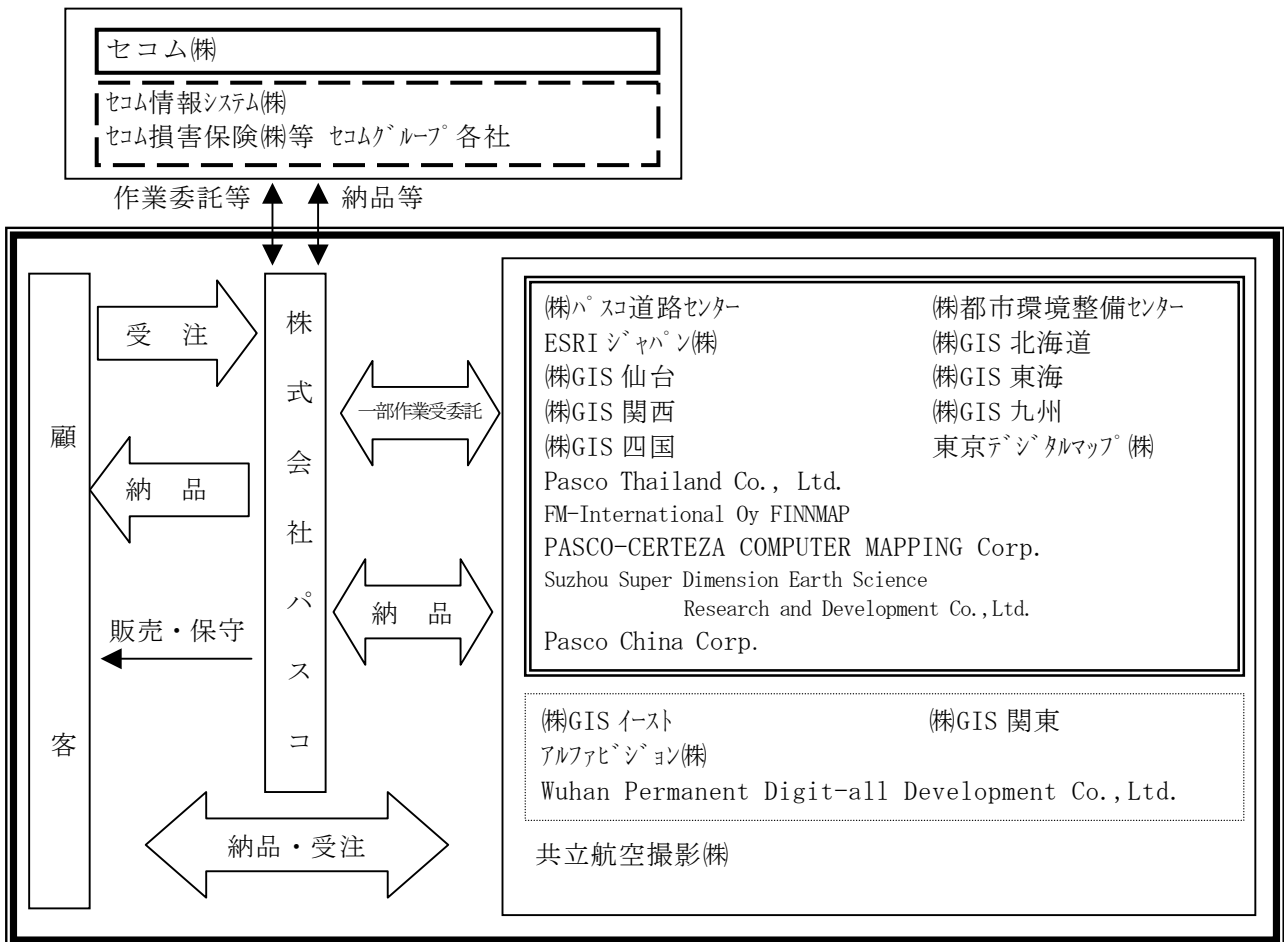 セコム㈱
ｾｺﾑ情報ｼｽﾃﾑ㈱
ｾｺﾑ損害保険㈱等 ｾｺﾑｸﾞﾙｰﾌﾟ各社
作業委託等
納品等
顧客
受 注
納 品
販売・保守
株式会社パスコ
一部作業受委託
納 品
納品・受注
㈱ﾊﾟｽｺ道路ｾﾝﾀｰ ㈱都市環境整備ｾﾝﾀｰ
ESRI ｼﾞｬﾊﾟﾝ㈱ ㈱GIS 北海道
㈱GIS 仙台 ㈱GIS 東海
㈱GIS 関西 ㈱GIS 九州
㈱GIS 四国 東京ﾃﾞｼﾞﾀﾙﾏｯﾌﾟ㈱
Pasco Thailand Co., Ltd.
FM-International Oy FINNMAP
PASCO-CERTEZA COMPUTER MAPPING Corp.
Suzhou Super Dimension Earth Science
Research and Development Co.,Ltd.
Pasco China Corp.
㈱GIS ｲｰｽﾄ ㈱GIS 関東
ｱﾙﾌｧﾋﾞｼﾞｮﾝ㈱
Wuhan Permanent Digit-all Development Co.,Ltd.
共立航空撮影㈱